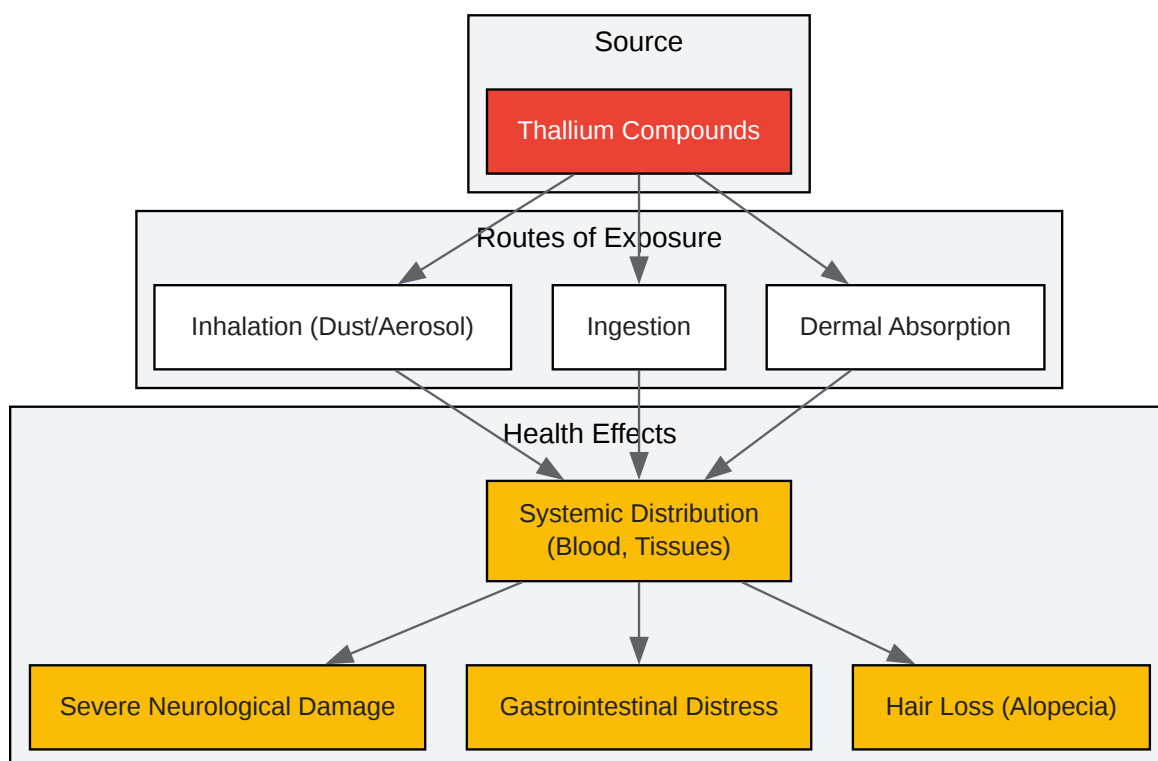 Source
Thallium Compounds
Routes of Exposure
Inhalation (Dust/Aerosol)
Ingestion
Dermal Absorption
Health Effects
Systemic Distribution
(Blood, Tissues)
Severe Neurological Damage
Gastrointestinal Distress
Hair Loss (Alopecia)